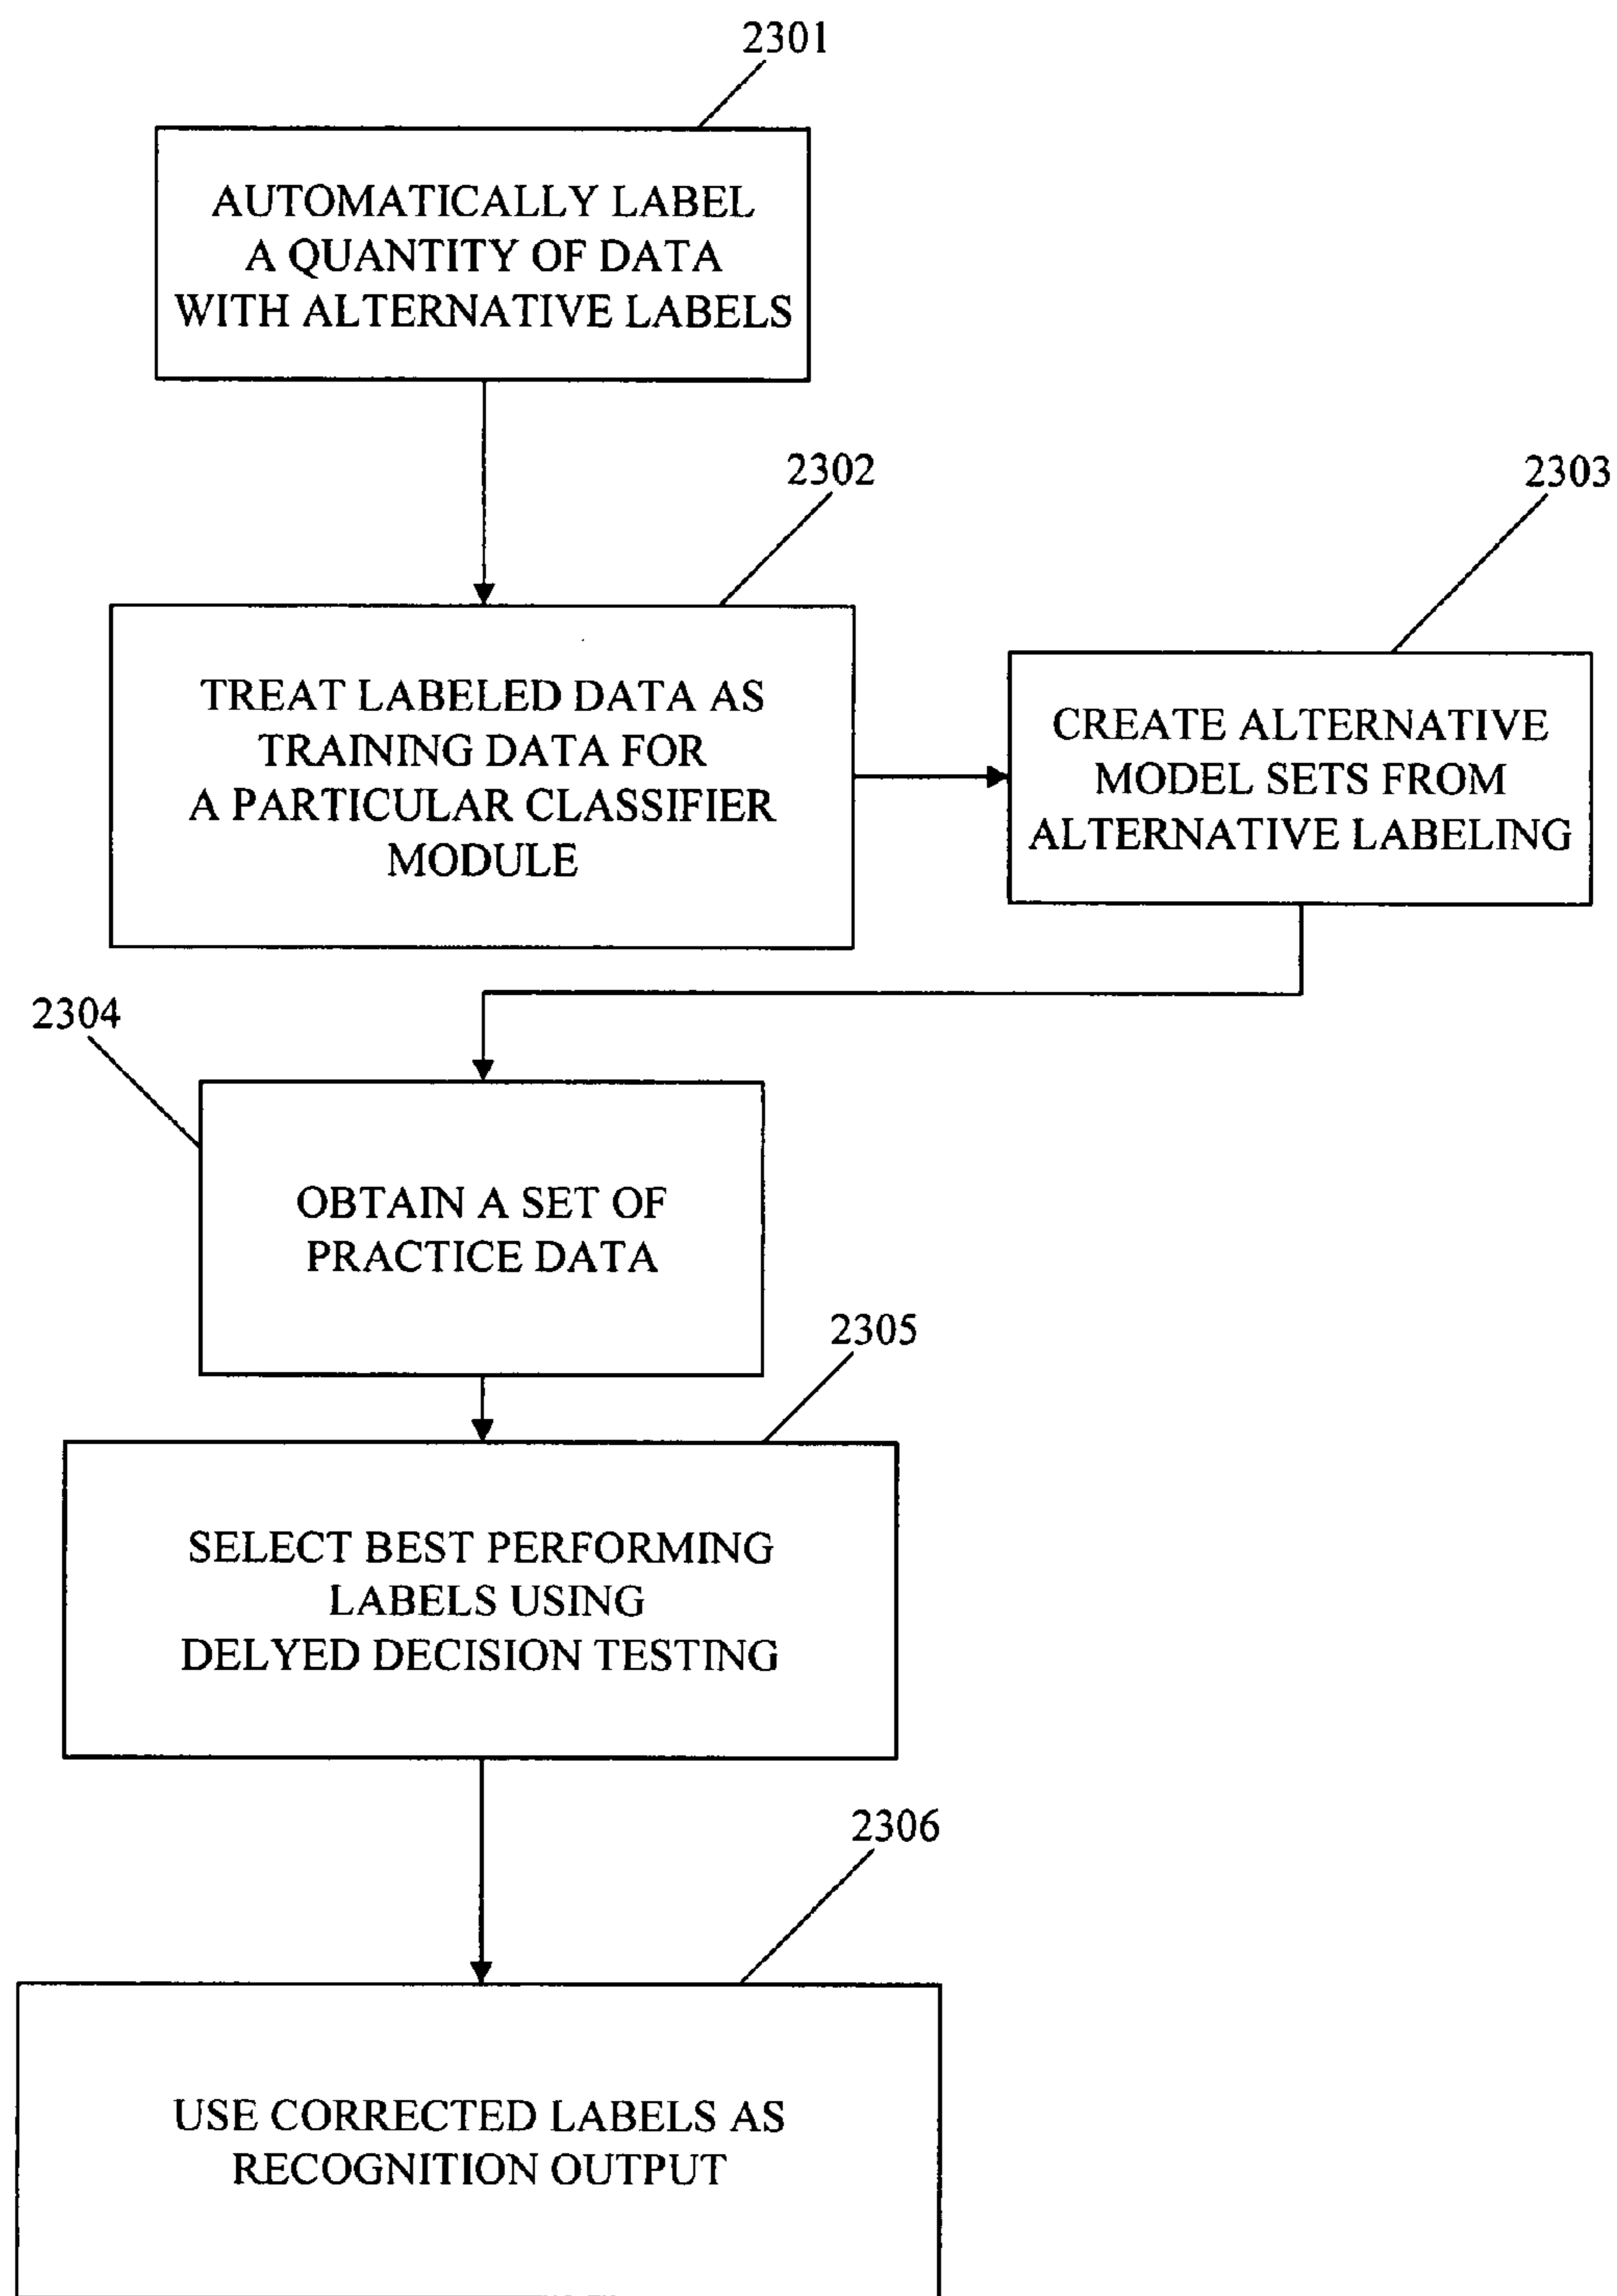 2301
AUTOMATICALLY LABEL
A QUANTITY OF DATA
WITH ALTERNATIVE LABELS
2302
TREAT LABELED DATA AS
TRAINING DATA FOR
A PARTICULAR CLASSIFIER
MODULE
2303
CREATE ALTERNATIVE
MODEL SETS FROM
ALTERNATIVE LABELING
2304
OBTAIN A SET OF
PRACTICE DATA
2305
SELECT BEST PERFORMING
LABELS USING
DELYED DECISION TESTING
2306
USE CORRECTED LABELS AS
RECOGNITION OUTPUT